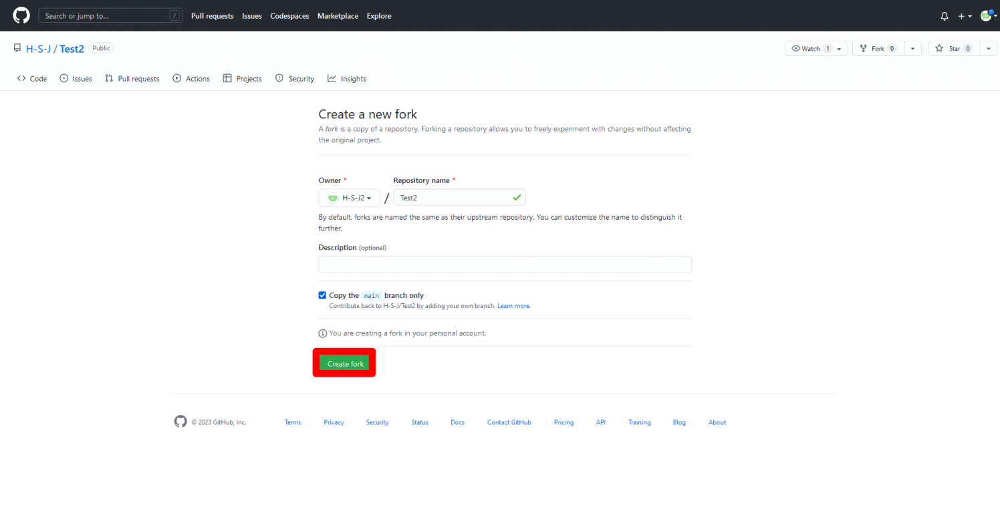 Search or jump to... /
Pull requests Issues Codespaces Marketplace Explore
H-S-J / Test2 Public
Watch 1
Fork 0
Star 0
Code Issues Pull requests Actions Projects Security Insights
Create a new fork
A fork is a copy of a repository. Forking a repository allows you to freely experiment with changes without affecting
the original project.
Owner * Repository name *
H-S-J2 / Test2
By default, forks are named the same as their upstream repository. You can customize the name to distinguish it
further.
Description (optional)
Copy the main branch only
Contribute back to H-S-J/Test2 by adding your own branch. Learn more.
You are creating a fork in your personal account.
Create fork
© 2023 GitHub, Inc. Terms Privacy Security Status Docs Contact GitHub Pricing API Training Blog About